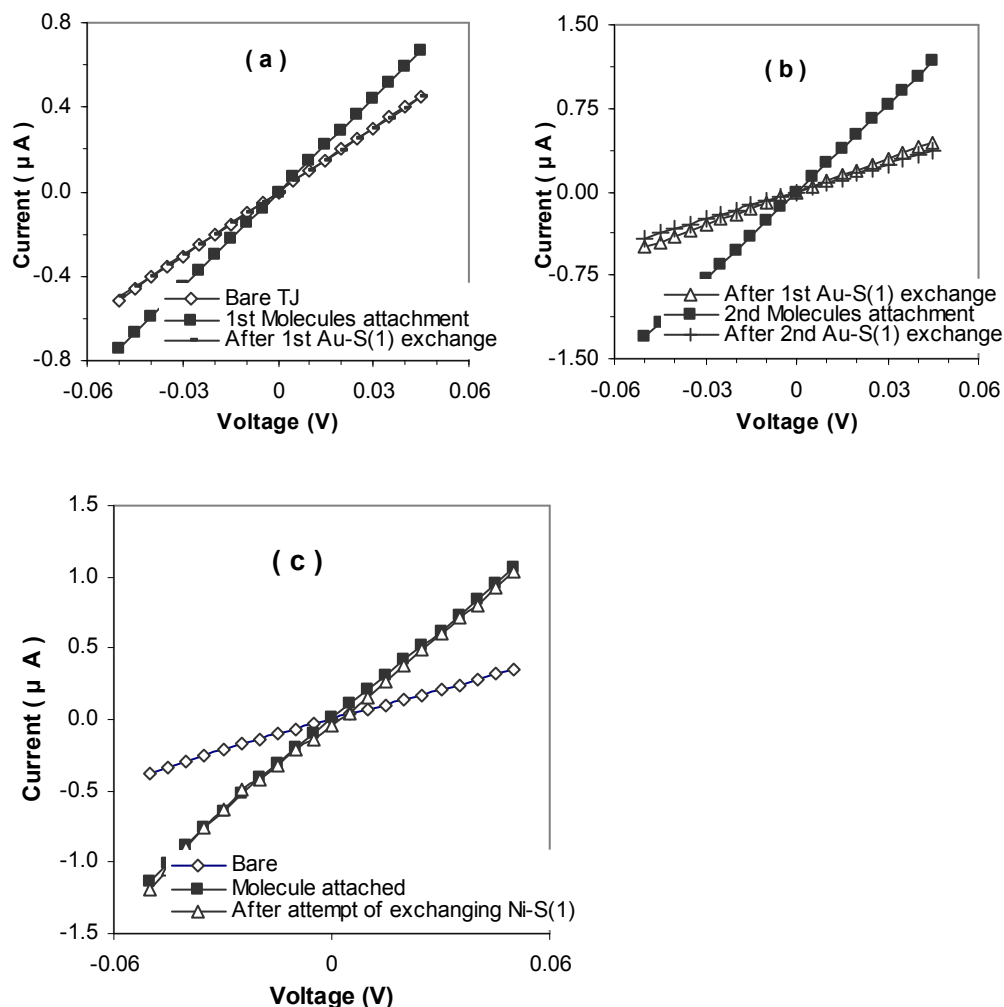 ( a )
0.8
0.4
0.0
-0.4
-0.8
Current ( µ A )
-0.06
-0.03
0
0.03
0.06
Voltage (V)
Bare TJ
1st Molecules attachment
After 1st Au-S(1) exchange
( b )
1.50
0.75
0.00
-0.75
-1.50
Current ( µ A )
-0.06
-0.03
0
0.03
0.06
Voltage (V)
After 1st Au-S(1) exchange
2nd Molecules attachment
After 2nd Au-S(1) exchange
( c )
1.5
1.0
0.5
0.0
-0.5
-1.0
-1.5
Current ( µ A )
-0.06
0
0.06
Voltage (V)
Bare
Molecule attached
After attempt of exchanging Ni-S(1)